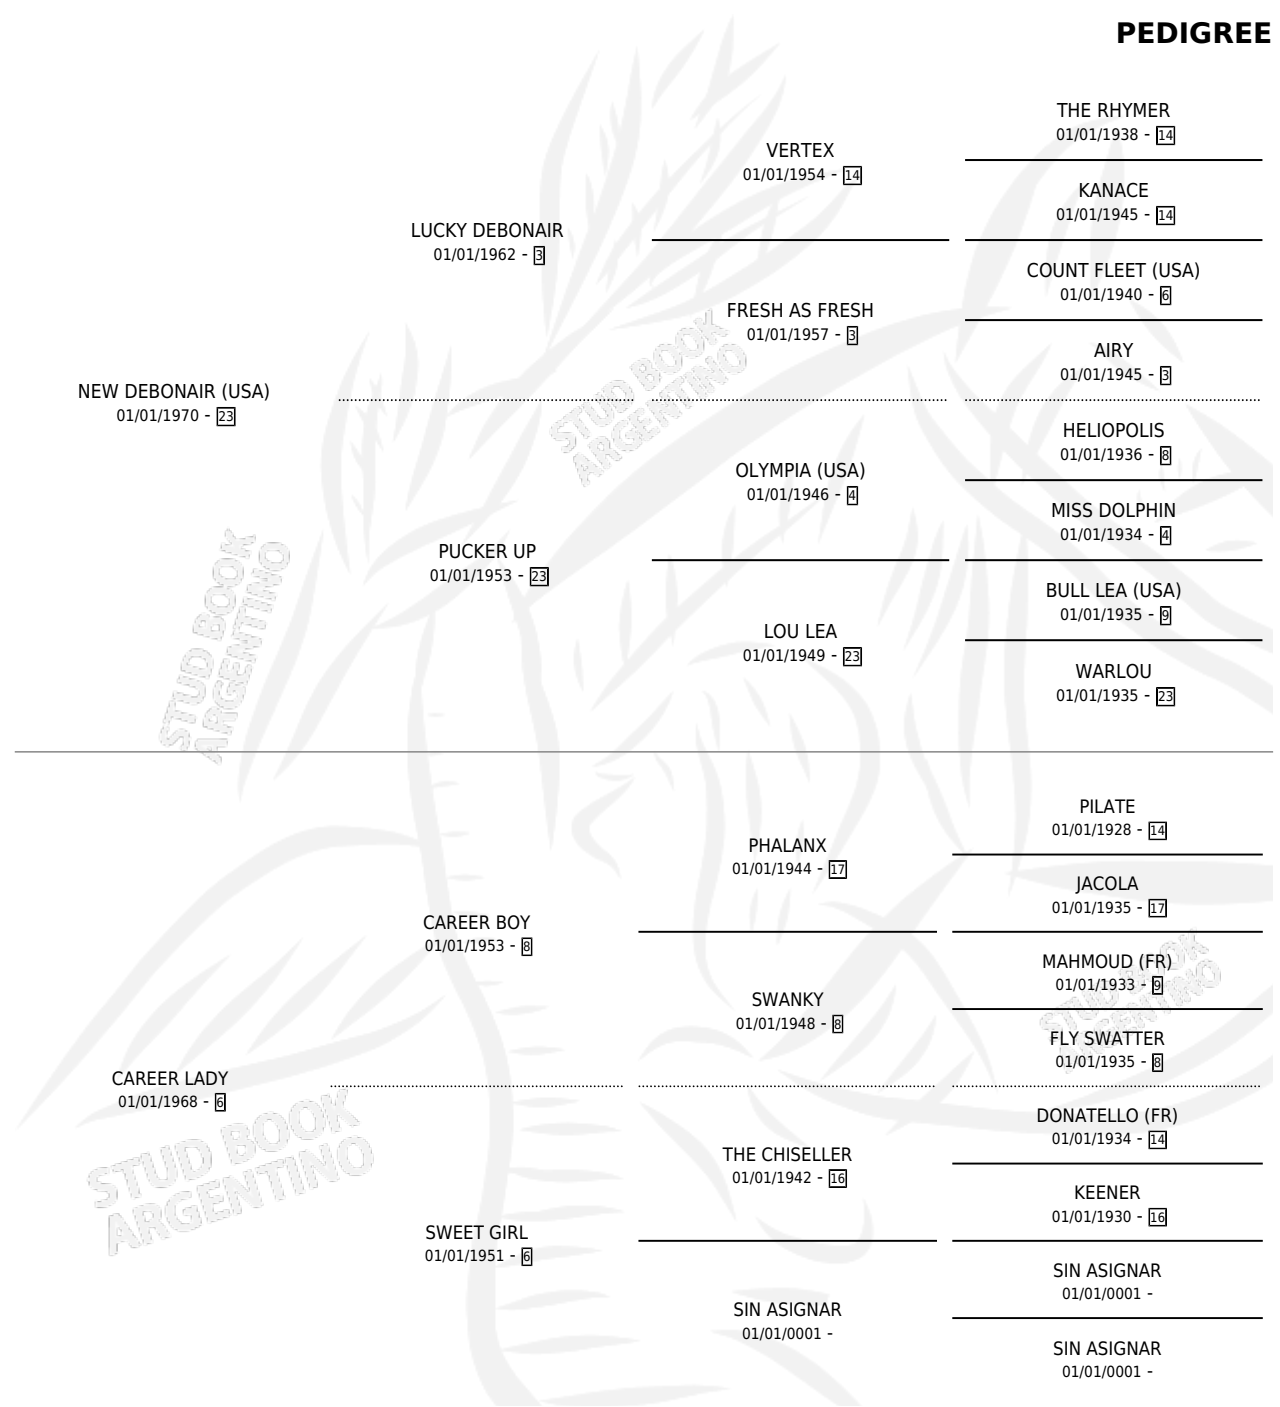 PEDIGREE
THE RHYMER
01/01/1938 - 14
VERTEX
01/01/1954 - 14
KANACE
01/01/1945 - 14
LUCKY DEBONAIR
01/01/1962 - 3
COUNT FLEET (USA)
01/01/1940 - 6
FRESH AS FRESH
01/01/1957 - 3
AIRY
01/01/1945 - 3
NEW DEBONAIR (USA)
01/01/1970 - 23
HELIOPOLIS
01/01/1936 - 8
OLYMPIA (USA)
01/01/1946 - 4
MISS DOLPHIN
01/01/1934 - 4
PUCKER UP
01/01/1953 - 23
BULL LEA (USA)
01/01/1935 - 9
LOU LEA
01/01/1949 - 23
WARLOU
01/01/1935 - 23
PILATE
01/01/1928 - 14
PHALANX
01/01/1944 - 17
JACOLA
01/01/1935 - 17
CAREER BOY
01/01/1953 - 8
MAHMOUD (FR)
01/01/1933 - 9
SWANKY
01/01/1948 - 8
FLY SWATTER
01/01/1935 - 8
CAREER LADY
01/01/1968 - 6
DONATELLO (FR)
01/01/1934 - 14
THE CHISELLER
01/01/1942 - 16
KEENER
01/01/1930 - 16
SWEET GIRL
01/01/1951 - 6
SIN ASIGNAR
01/01/0001 -
SIN ASIGNAR
01/01/0001 -
SIN ASIGNAR
01/01/0001 -
STUD BOOK
ARGENTINO
STUD BOOK
ARGENTINO
STUD BOOK
ARGENTINO
STUD BOOK
ARGENTINO